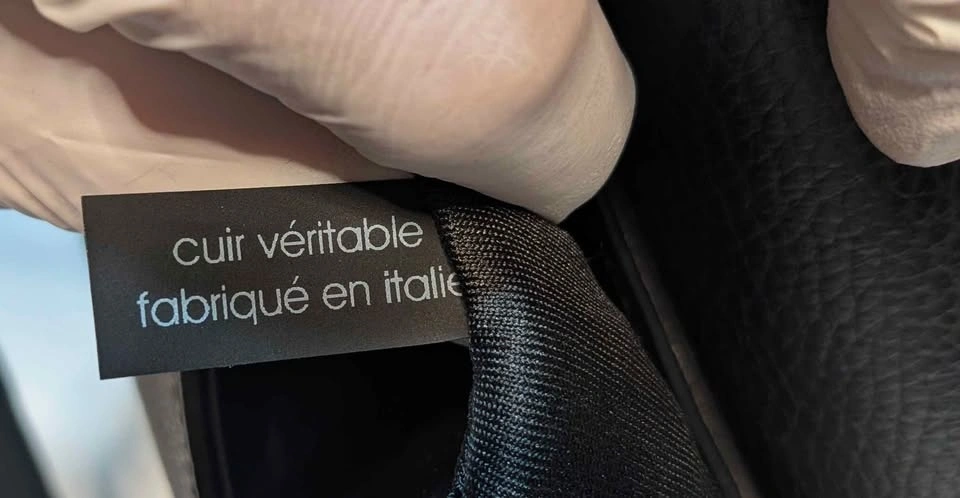 cuir véritable
fabriqué en italie